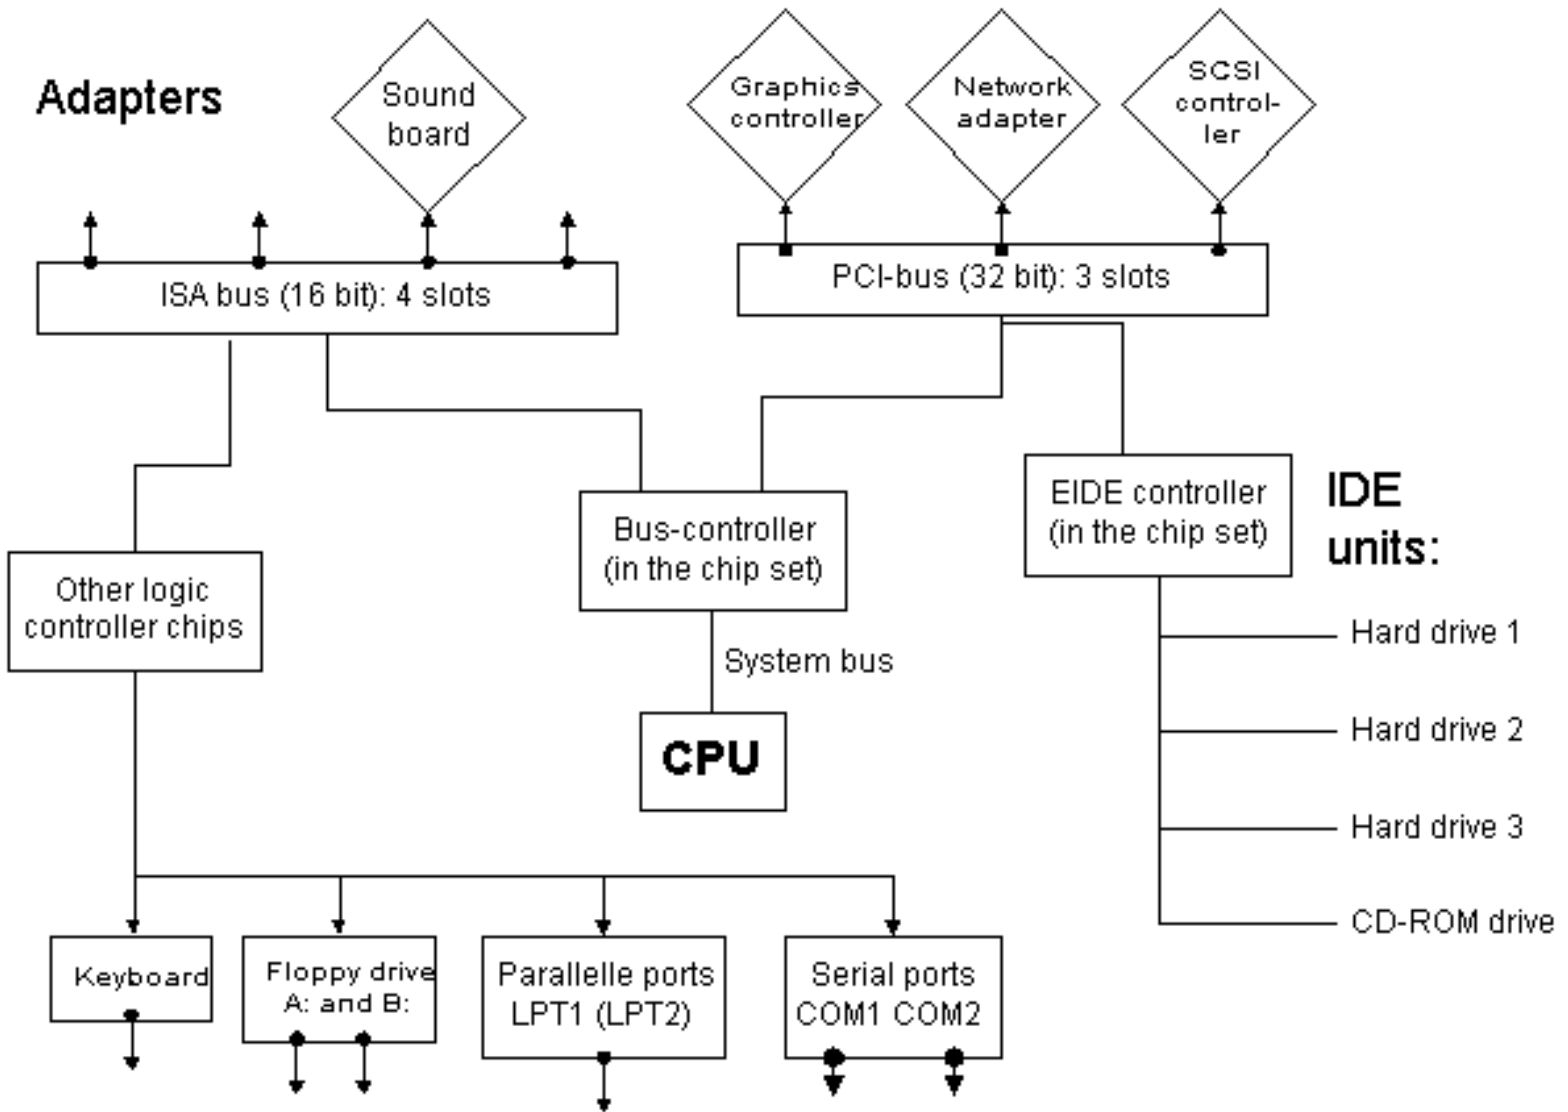 Adapters
Sound
board
Graphics
controller
Network
adapter
SCSI
control-
ler
ISA bus (16 bit): 4 slots
PCI-bus (32 bit): 3 slots
Other logic
controller chips
Bus-controller
(in the chip set)
EIDE controller
(in the chip set)
IDE
units:
System bus
CPU
Hard drive 1
Hard drive 2
Hard drive 3
CD-ROM drive
Keyboard
Floppy drive
A: and B:
Parallelle ports
LPT1 (LPT2)
Serial ports
COM1 COM2